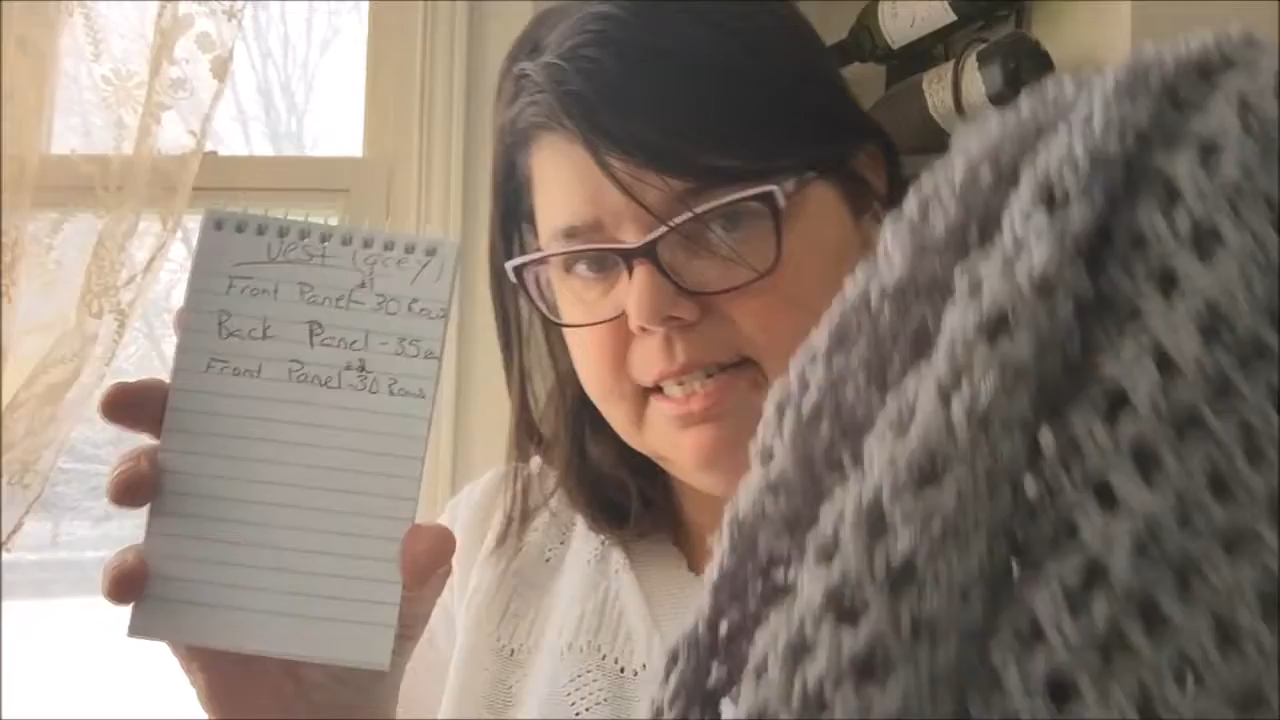 Vest (grey)
Front Panel #1 - 30 Rows
Back Panel - 35
Front Panel #2 - 30 Rows